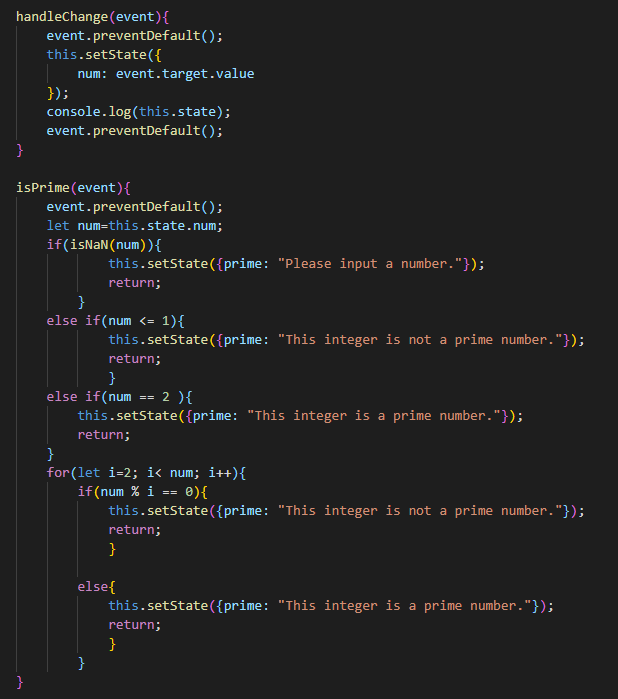 handleChange(event){
    event.preventDefault();
    this.setState({
        num: event.target.value
    });
    console.log(this.state);
    event.preventDefault();
}

isPrime(event){
    event.preventDefault();
    let num=this.state.num;
    if(isNaN(num)){
            this.setState({prime: "Please input a number."});
            return;
        }
    else if(num <= 1){
            this.setState({prime: "This integer is not a prime number."});
            return;
            }
    else if(num == 2 ){
        this.setState({prime: "This integer is a prime number."});
        return;
    }
    for(let i=2; i< num; i++){
        if(num % i == 0){
            this.setState({prime: "This integer is not a prime number."});
            return;
            }

        else{
            this.setState({prime: "This integer is a prime number."});
            return;
            }
        }
}